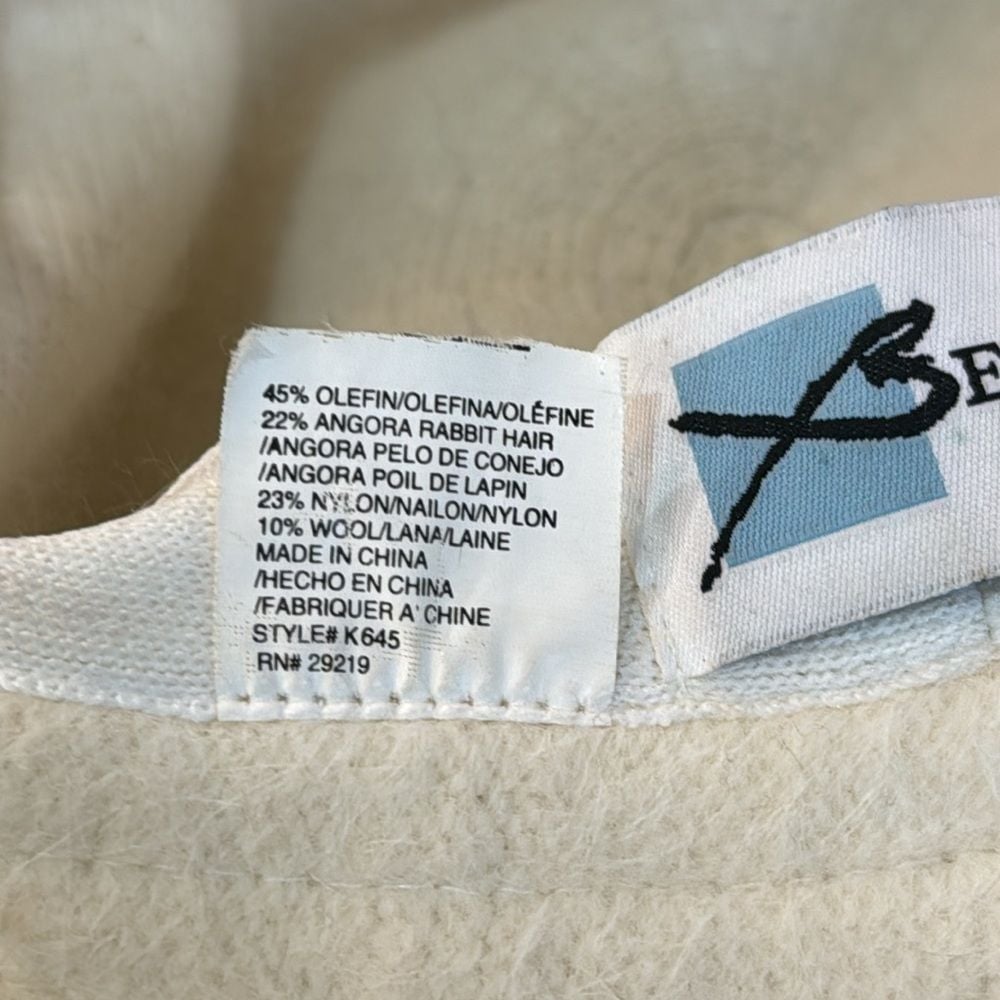 45% OLEFIN/OLEFINA/OLÉFINE
22% ANGORA RABBIT HAIR
/ANGORA PELO DE CONEJO
/ANGORA POIL DE LAPIN
23% NYLON/NAILON/NYLON
10% WOOL/LANA/LAINE
MADE IN CHINA
/HECHO EN CHINA
/FABRIQUER A' CHINE
STYLE# K645
RN# 29219
BE